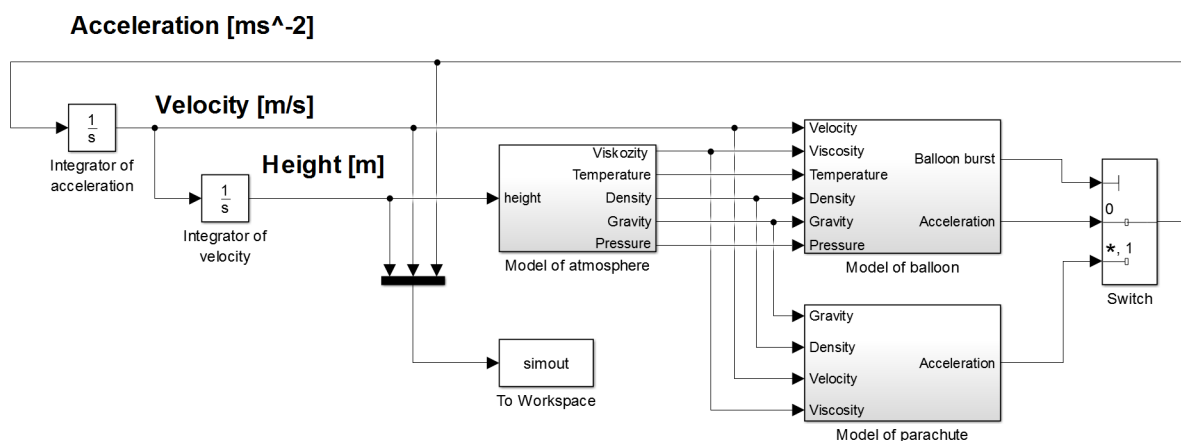 Acceleration [ms^-2]
Velocity [m/s]
Height [m]
1
s
Integrator of
acceleration
1
s
Integrator of
velocity
height
Viskozity
Temperature
Density
Gravity
Pressure
Model of atmosphere
Velocity
Viscosity
Temperature
Density
Gravity
Pressure
Balloon burst
Acceleration
Model of balloon
0
*, 1
Switch
simout
To Workspace
Gravity
Density
Velocity
Viscosity
Acceleration
Model of parachute